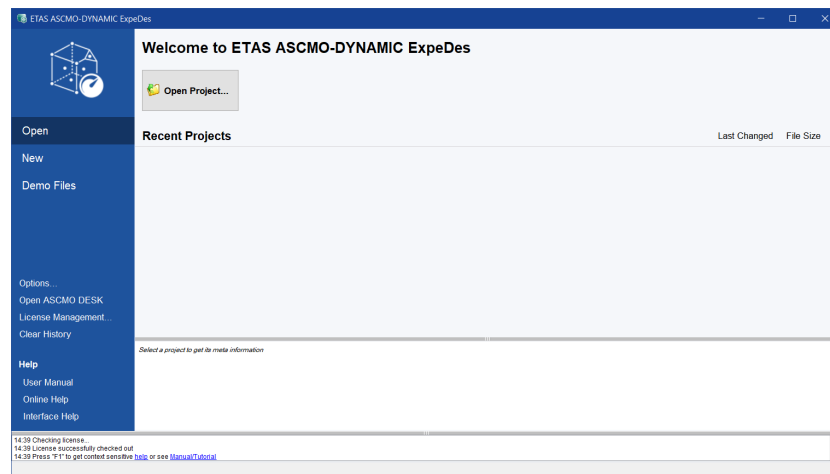 ETAS ASCMO-DYNAMIC ExpeDes
Welcome to ETAS ASCMO-DYNAMIC ExpeDes
Open Project...
Open
Recent Projects
Last Changed
File Size
New
Demo Files
Options...
Open ASCMO DESK
License Management...
Clear History
Select a project to get its meta information
Help
User Manual
Online Help
Interface Help
14:39 Checking license...
14:39 License successfully checked out
14:39 Press "F1" to get context sensitive help or see Manual/Tutorial